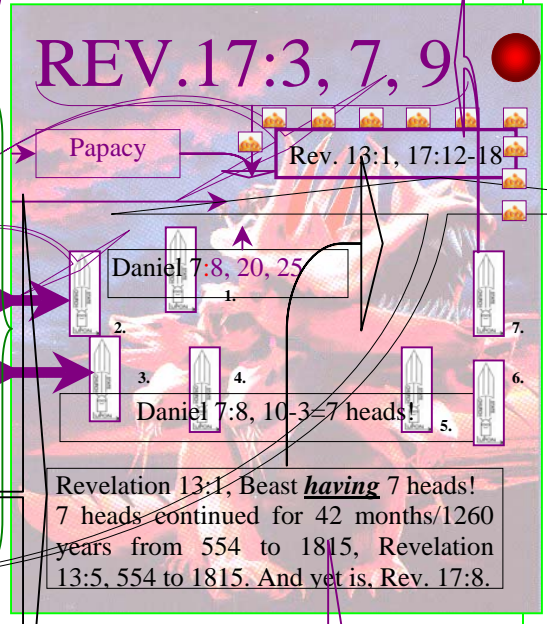 REV.17:3, 7, 9
Papacy
Rev. 13:1, 17:12-18
Daniel 7:8, 20, 25
1.
2.
7.
3.
4.
6.
Daniel 7:8, 10-3=7 heads!
5.
Revelation 13:1, Beast having 7 heads!
7 heads continued for 42 months/1260
years from 554 to 1815, Revelation
13:5, 554 to 1815. And yet is, Rev. 17:8.